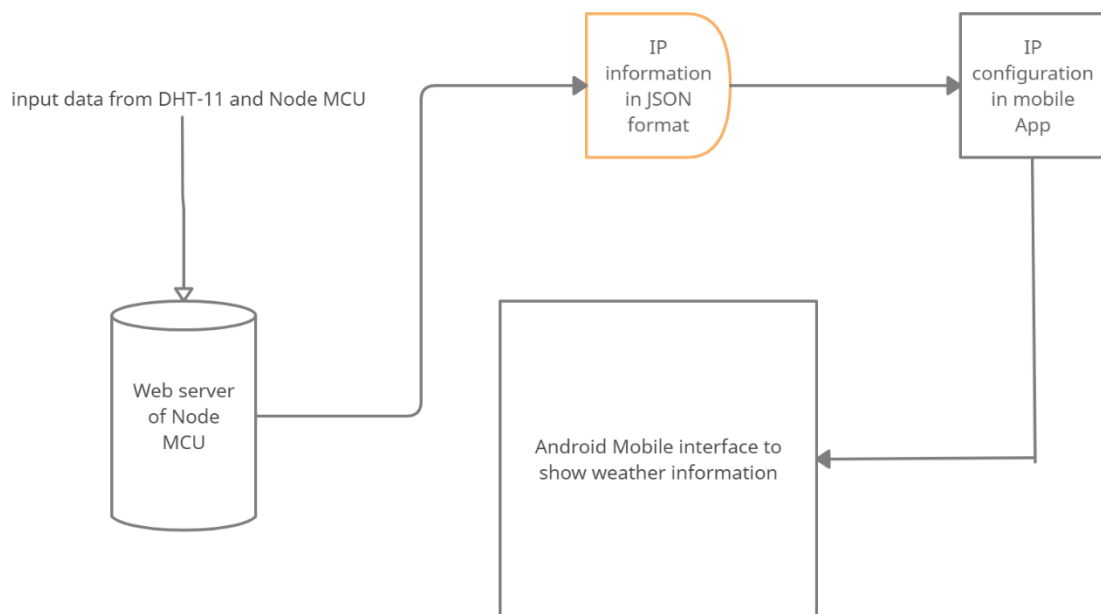 input data from DHT-11 and Node MCU
IP
information
in JSON
format
IP
configuration
in mobile
App
Web server
of Node
MCU
Android Mobile interface to
show weather information